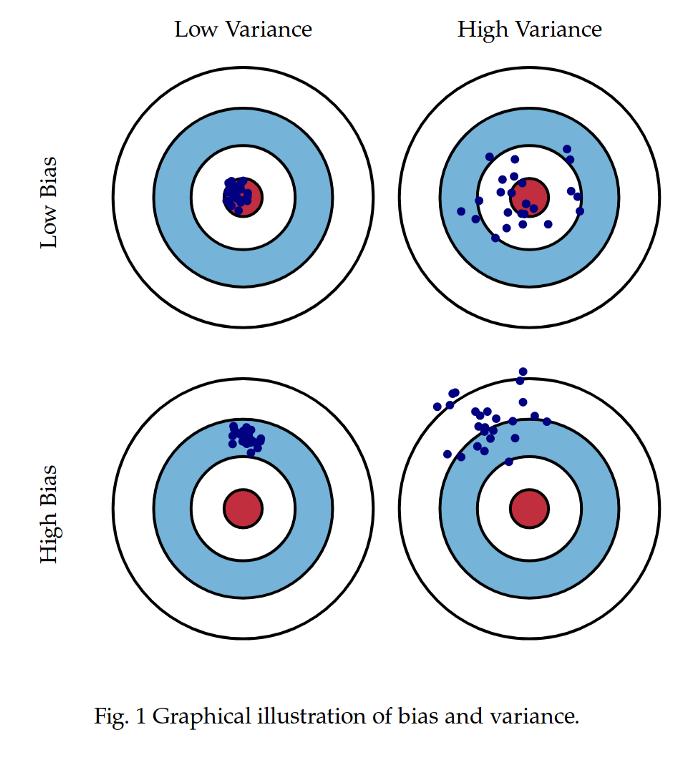 Low Variance
High Variance
Low Bias
High Bias
Fig. 1 Graphical illustration of bias and variance.